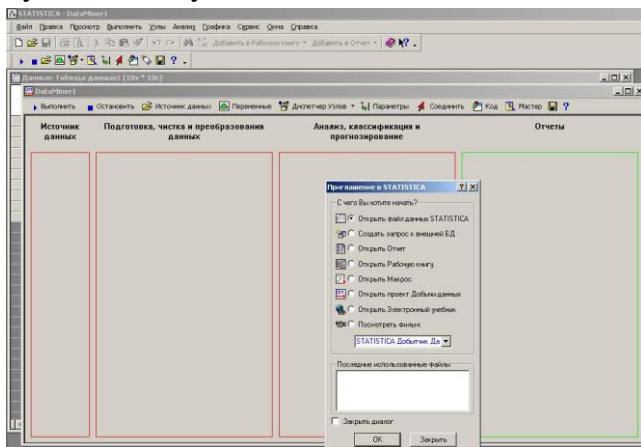 STATISTICA - DataMiner1
Файл Правка Просмотр Выполнить Узлы Анализ Графика Сервис Окна Справка
Добавить в Рабочую книгу Добавить в Отчет
Данные: Таблица данных1 (10v * 10c)
DataMiner1
Выполнить Остановить Источник данных Переменные Диспетчер Узлов Параметры Соединить Код Мастер
Источник данных
Подготовка, чистка и преобразования данных
Анализ, классификация и прогнозирование
Отчеты
Приглашение в STATISTICA
С чего Вы хотите начать?
Открыть файл данных STATISTICA
Создать запрос к внешней БД
Открыть Отчет
Открыть Рабочую книгу
Открыть Макрос
Открыть проект Добычи данных
Открыть Электронный учебник
Посмотреть Фильм:
STATISTICA Добытчик Да
Последние использованные файлы
Закрыть диалог
OK Закрыть